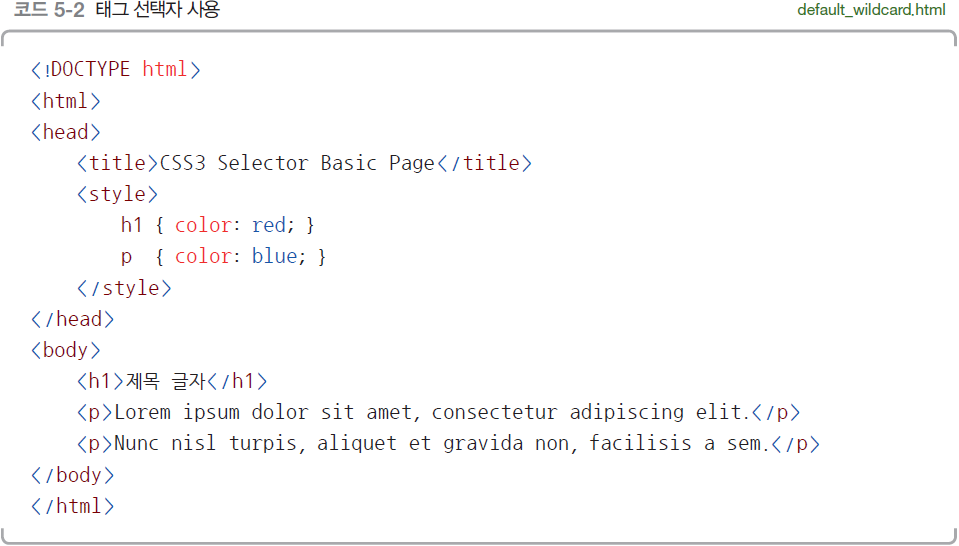 코드 5-2 태그 선택자 사용 default_wildcard.html
<!DOCTYPE html>
<html>
<head>
    <title>CSS3 Selector Basic Page</title>
    <style>
        h1 { color: red; }
        p  { color: blue; }
    </style>
</head>
<body>
    <h1>제목 글자</h1>
    <p>Lorem ipsum dolor sit amet, consectetur adipiscing elit.</p>
    <p>Nunc nisl turpis, aliquet et gravida non, facilisis a sem.</p>
</body>
</html>